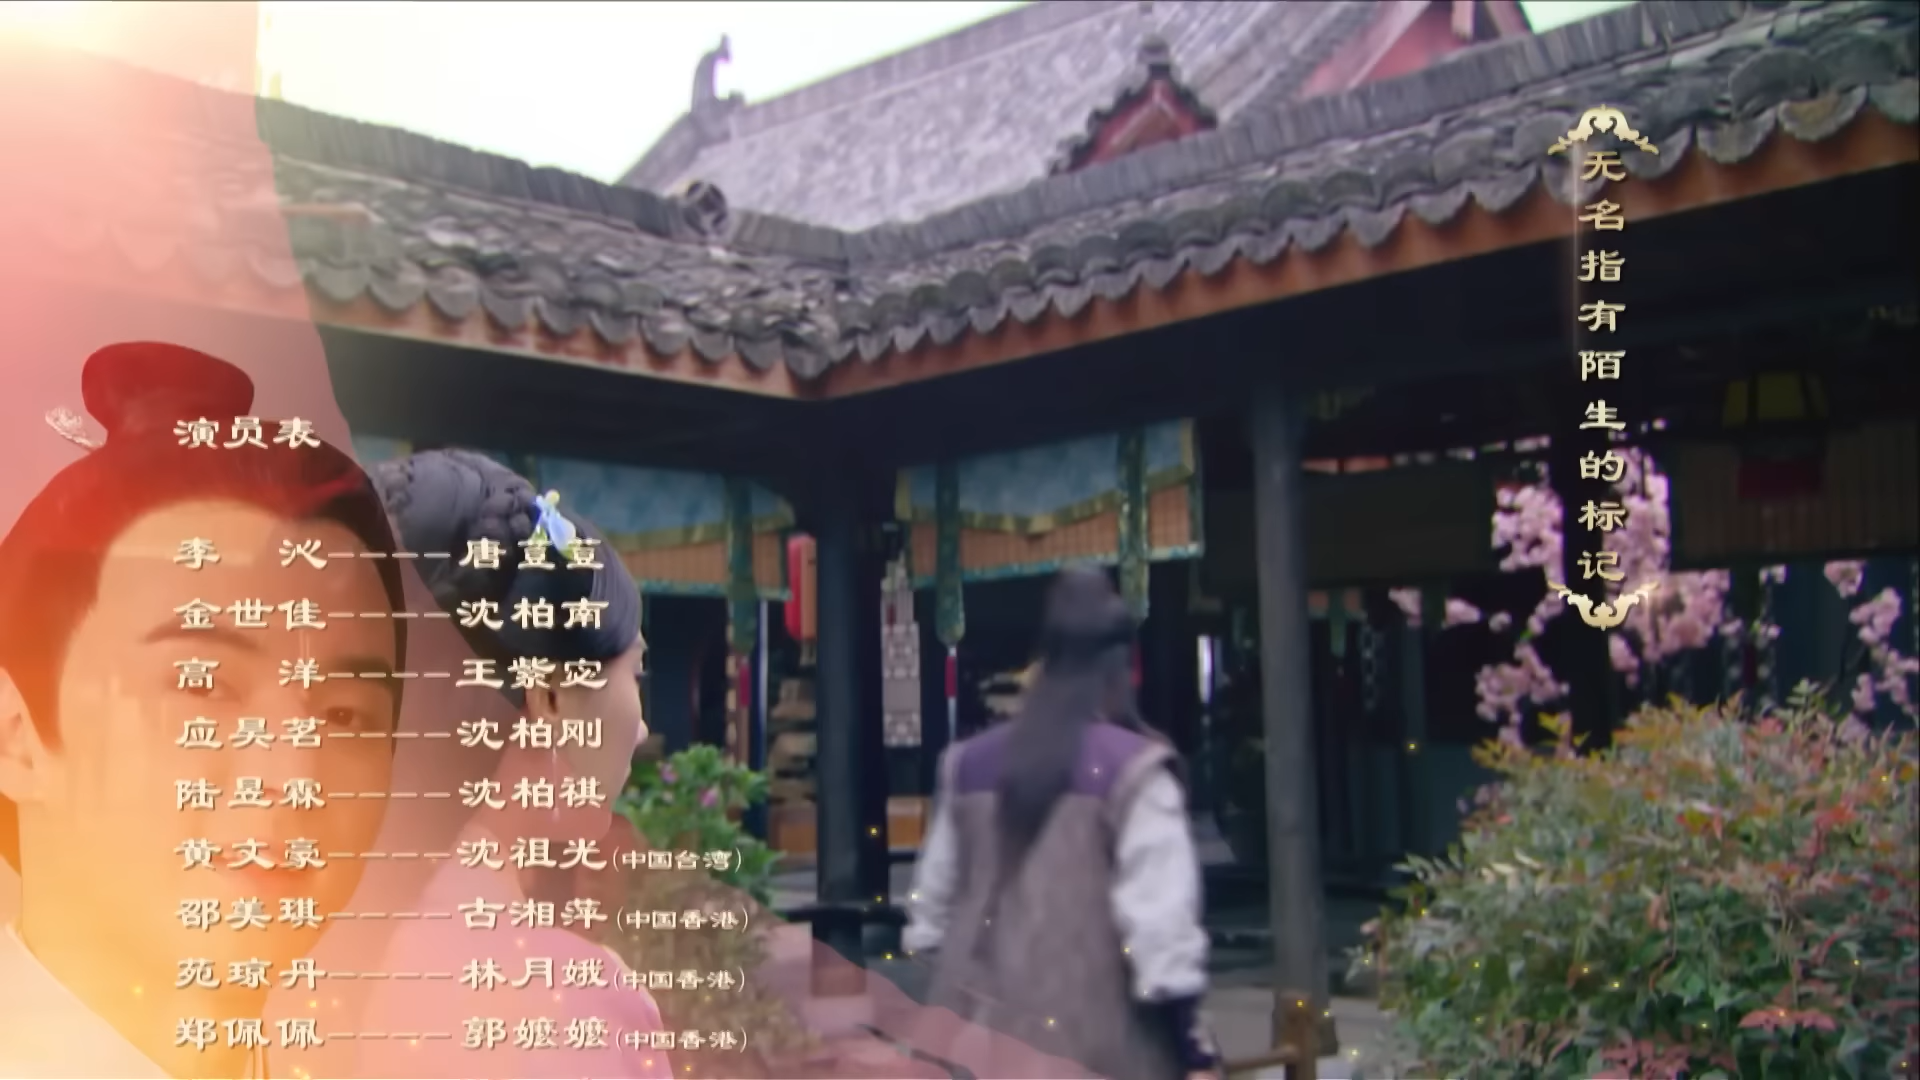 演员表
李 沁----唐荳荳
金世佳----沈柏南
高 洋----王紫宓
应昊茗----沈柏刚
陆昱霖----沈柏祺
黄文豪----沈祖光(中国台湾)
邵美琪----古湘萍(中国香港)
苑琼丹----林月娥(中国香港)
郑佩佩----郭嬷嬷(中国香港)
无名指有陌生的标记